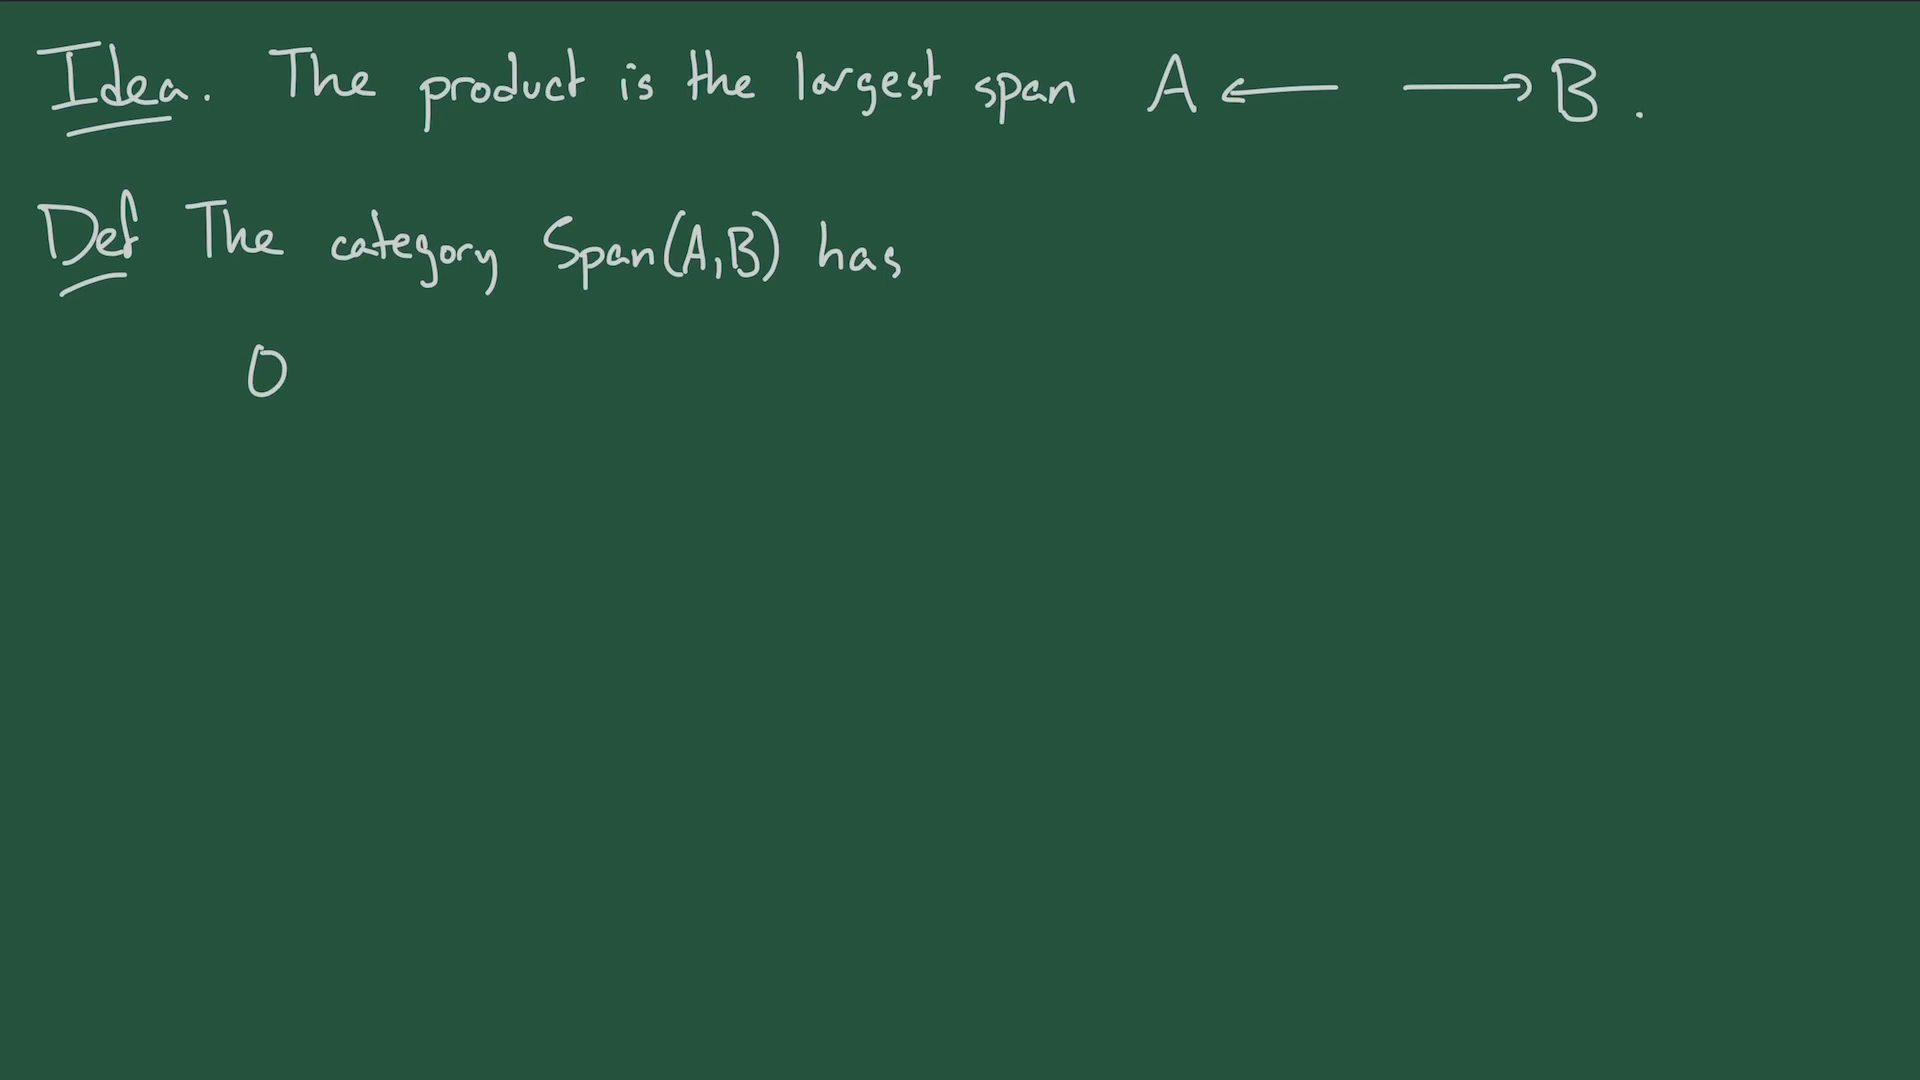 Idea. The product is the largest span A ← → B.
Def The category Span(A,B) has
O